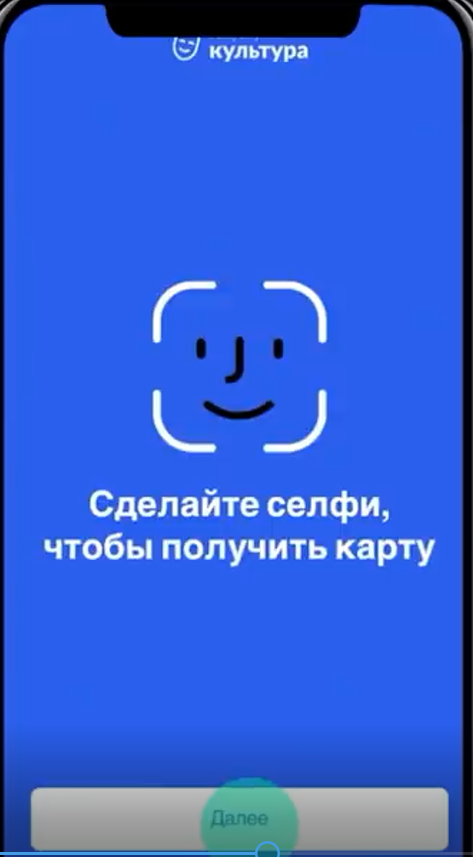 культура
Сделайте селфи,
чтобы получить карту
Далее